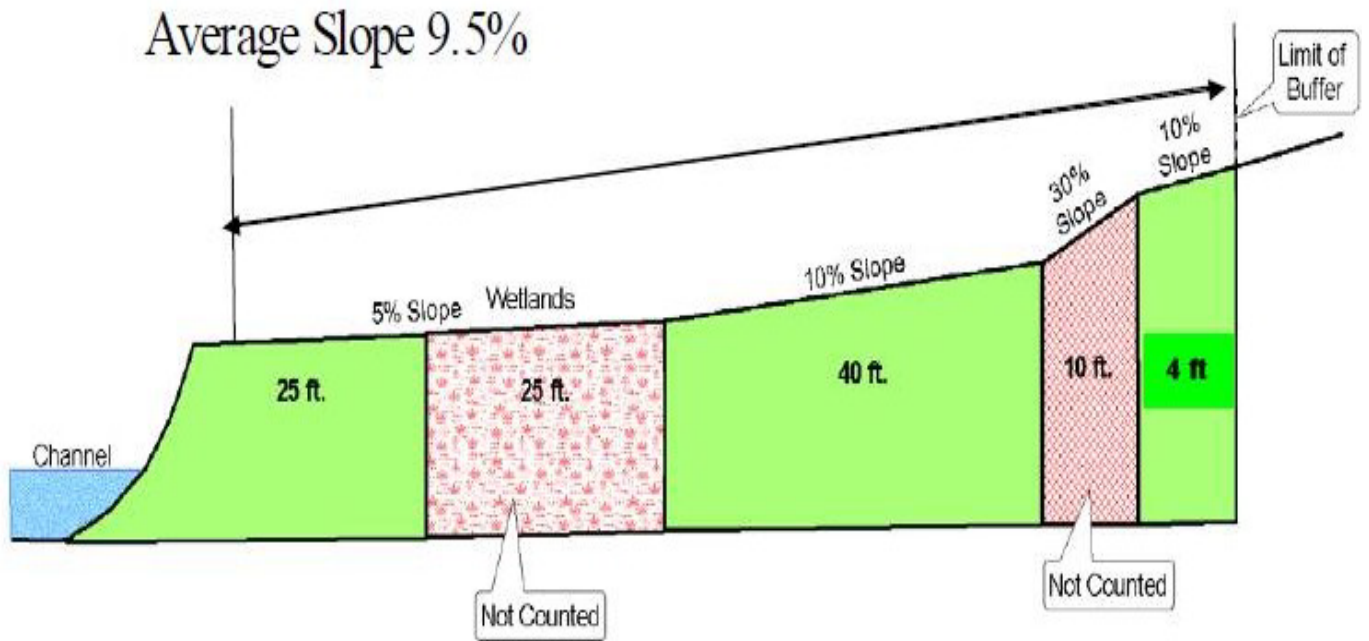 Average Slope 9.5%
Limit of
Buffer
10%
Slope
30%
Slope
10% Slope
5% Slope
Wetlands
25 ft.
25 ft.
40 ft.
10 ft.
4 ft
Channel
Not Counted
Not Counted